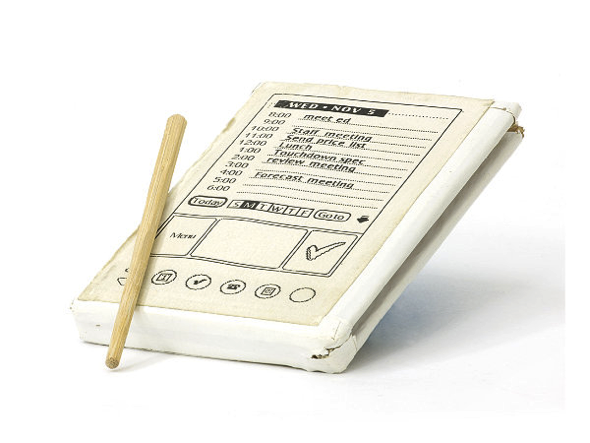 WED • NOV 5
8:00 meet ed
9:00
10:00 Staff meeting
11:00 Send price list
12:00 Lunch
1:00 Touchdown spec
2:00 review meeting
3:00
4:00 Forecast meeting
5:00
6:00
Today S M T W T F Goto
Menu